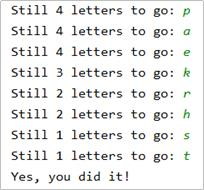 Still 4 letters to go: p
Still 4 letters to go: a
Still 4 letters to go: e
Still 3 letters to go: k
Still 2 letters to go: r
Still 2 letters to go: h
Still 1 letters to go: s
Still 1 letters to go: t
Yes, you did it!